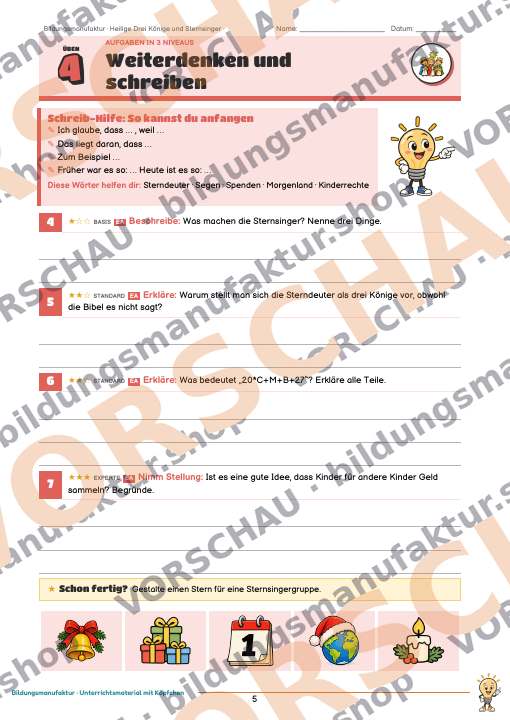 Bildungsmanufaktur · Heilige Drei Könige und Sternsinger
Name:
Datum:
ÜBEN
4
AUFGABEN IN 3 NIVEAUS
Weiterdenken und
schreiben
Schreib-Hilfe: So kannst du anfangen
Ich glaube, dass … , weil …
Das liegt daran, dass …
Zum Beispiel …
Früher war es so: … Heute ist es so: …
Diese Wörter helfen dir: Sterndeuter · Segen · Spenden · Morgenland · Kinderrechte
4 ★☆☆ BASIS EA Beschreibe: Was machen die Sternsinger? Nenne drei Dinge.
5 ★★☆ STANDARD EA Erkläre: Warum stellt man sich die Sterndeuter als drei Könige vor, obwohl
die Bibel es nicht sagt?
6 ★★☆ STANDARD EA Erkläre: Was bedeutet „20*C+M+B+27“? Erkläre alle Teile.
7 ★★★ EXPERTE EA Nimm Stellung: Ist es eine gute Idee, dass Kinder für andere Kinder Geld
sammeln? Begründe.
★ Schon fertig? Gestalte einen Stern für eine Sternsingergruppe.
1
Bildungsmanufaktur · Unterrichtsmaterial mit Köpfchen
5
VORSCHAU · bildungsmanufaktur.shop
VORSCHAU